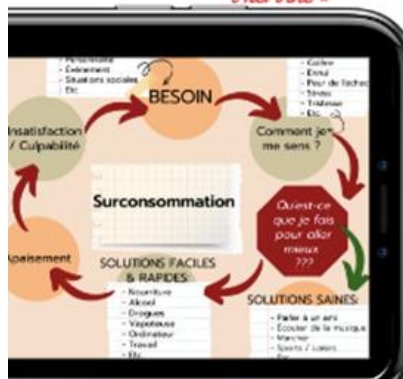 - Personnalité
- Évènement
- Situations sociales
- Etc
- Colère
- Ennui
- Peur de l'échec
- Stress
- Tristesse
- Etc.
BESOIN
Insatisfaction
/ Culpabilité
Comment je
me sens ?
Surconsommation
Qu'est-ce
que je fais
pour aller
mieux
???
Apaisement
SOLUTIONS FACILES
& RAPIDES
- Nourriture
- Alcool
- Drogues
- Vapoteuse
- Ordinateur
- Travail
- Etc
SOLUTIONS SAINES:
- Parler à un ami
- Écouter de la musique
- Marcher
- Sports / Loisirs